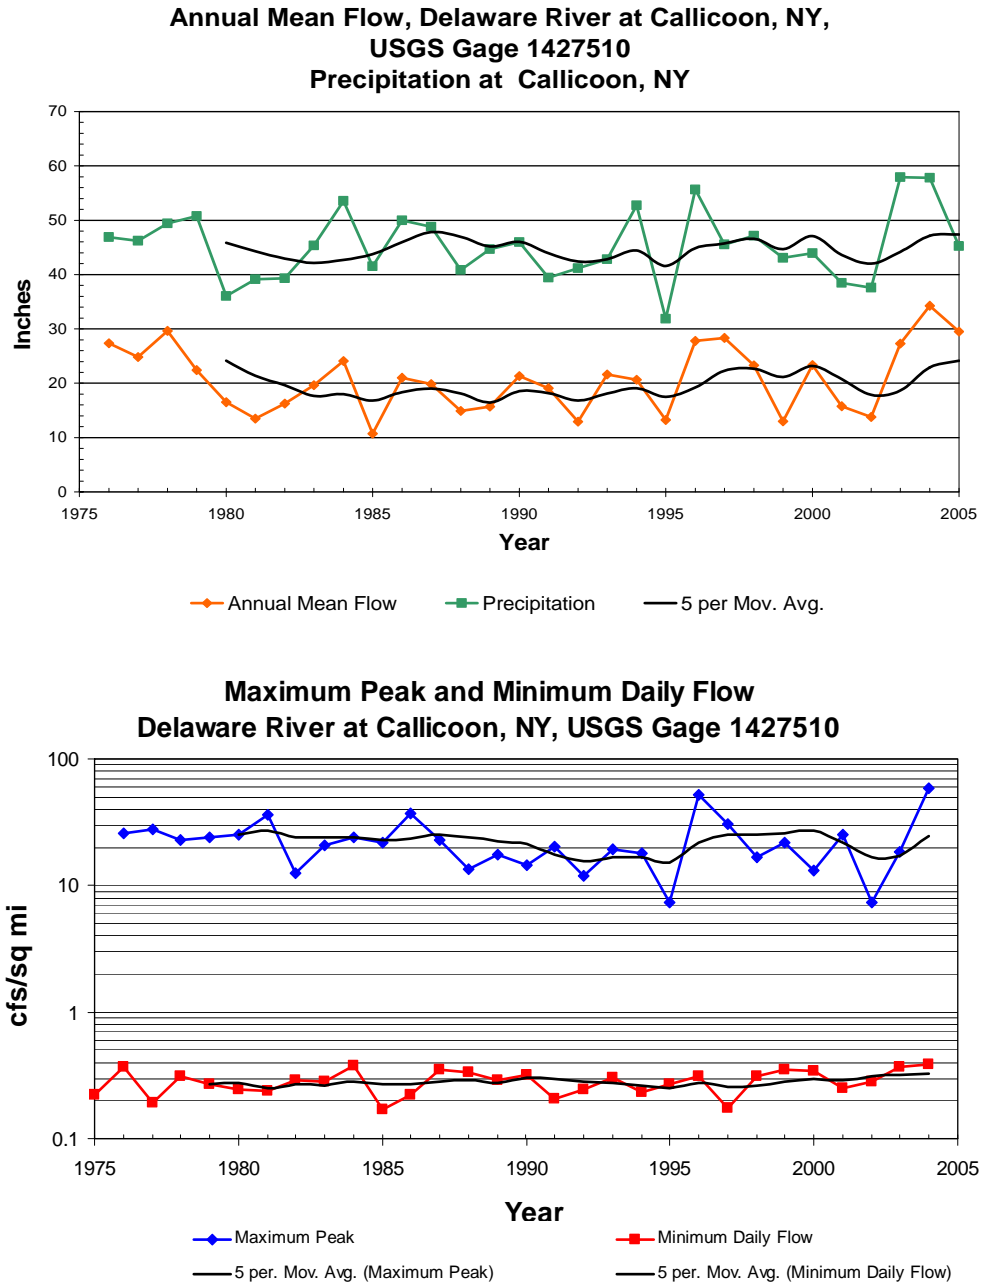 Annual Mean Flow, Delaware River at Callicoon, NY,
USGS Gage 1427510
Precipitation at Callicoon, NY
70
60
50
40
30
20
10
0
Inches
1975 1980 1985 1990 1995 2000 2005
Year
Annual Mean Flow Precipitation 5 per Mov. Avg.
Maximum Peak and Minimum Daily Flow
Delaware River at Callicoon, NY, USGS Gage 1427510
100
10
1
0.1
cfs/sq mi
1975 1980 1985 1990 1995 2000 2005
Year
Maximum Peak Minimum Daily Flow
5 per. Mov. Avg. (Maximum Peak) 5 per. Mov. Avg. (Minimum Daily Flow)